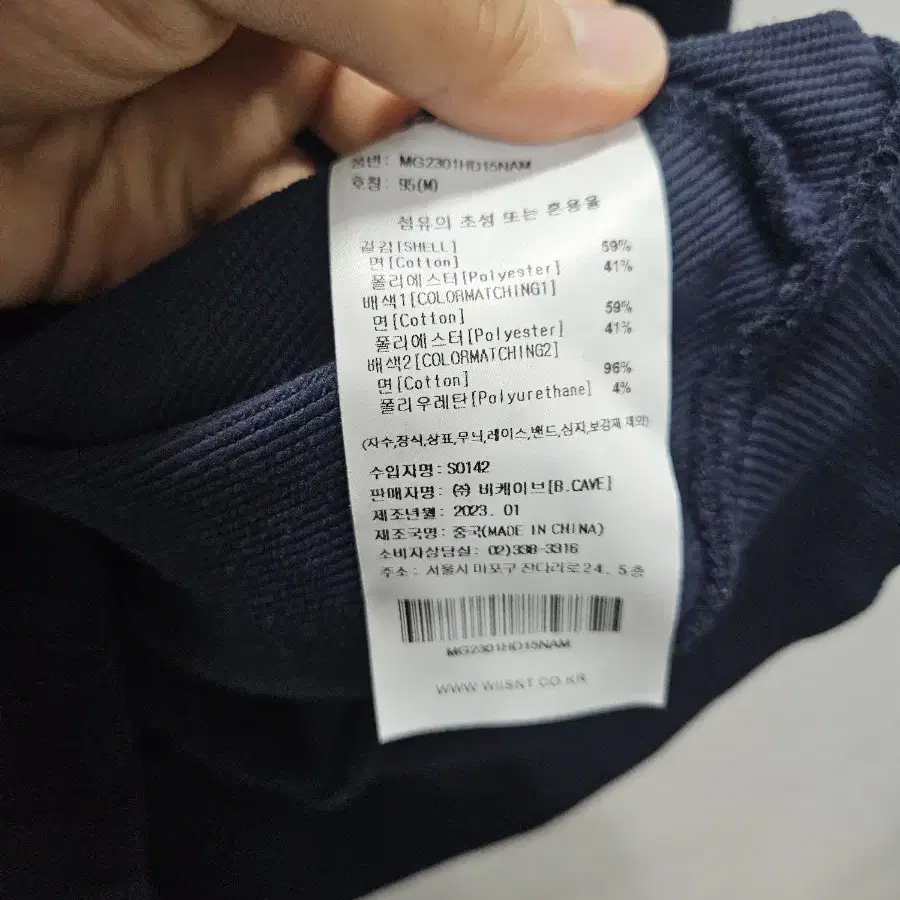 품번: MG2301HD15NAM
호칭: 95(M)
섬유의 조성 또는 혼용율
겉감[SHELL]
면[Cotton] 59%
폴리에스터[Polyester] 41%
배색1[COLORMATCHING1]
면[Cotton] 59%
폴리에스터[Polyester] 41%
배색2[COLORMATCHING2]
면[Cotton] 96%
폴리우레탄[Polyurethane] 4%
(자수,장식,상표,무늬,레이스,밴드,심지,보강재 제외)
수입자명: S0142
판매자명: ㈜ 비케이브[B.CAVE]
제조년월: 2023. 01
제조국명: 중국(MADE IN CHINA)
소비자상담실: 02)338-3316
주소: 서울시 마포구 잔다리로24. 5층
MG2301HD15NAM